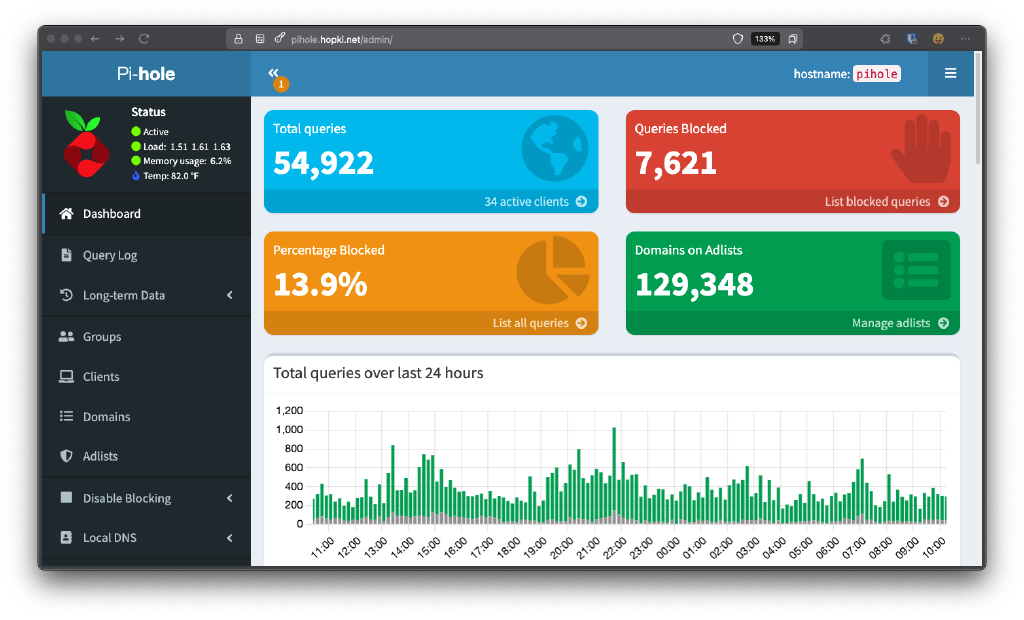 pihole.hopki.net/admin/
133%
Pi-hole
1
hostname: pihole
Status
Active
Load: 1.51 1.61 1.63
Memory usage: 6.2%
Temp: 82.0 °F
Dashboard
Query Log
Long-term Data
Groups
Clients
Domains
Adlists
Disable Blocking
Local DNS
Total queries
54,922
34 active clients
Queries Blocked
7,621
List blocked queries
Percentage Blocked
13.9%
List all queries
Domains on Adlists
129,348
Manage adlists
Total queries over last 24 hours
1,200
1,000
800
600
400
200
0
11:00 12:00 13:00 14:00 15:00 16:00 17:00 18:00 19:00 20:00 21:00 22:00 23:00 00:00 01:00 02:00 03:00 04:00 05:00 06:00 07:00 08:00 09:00 10:00